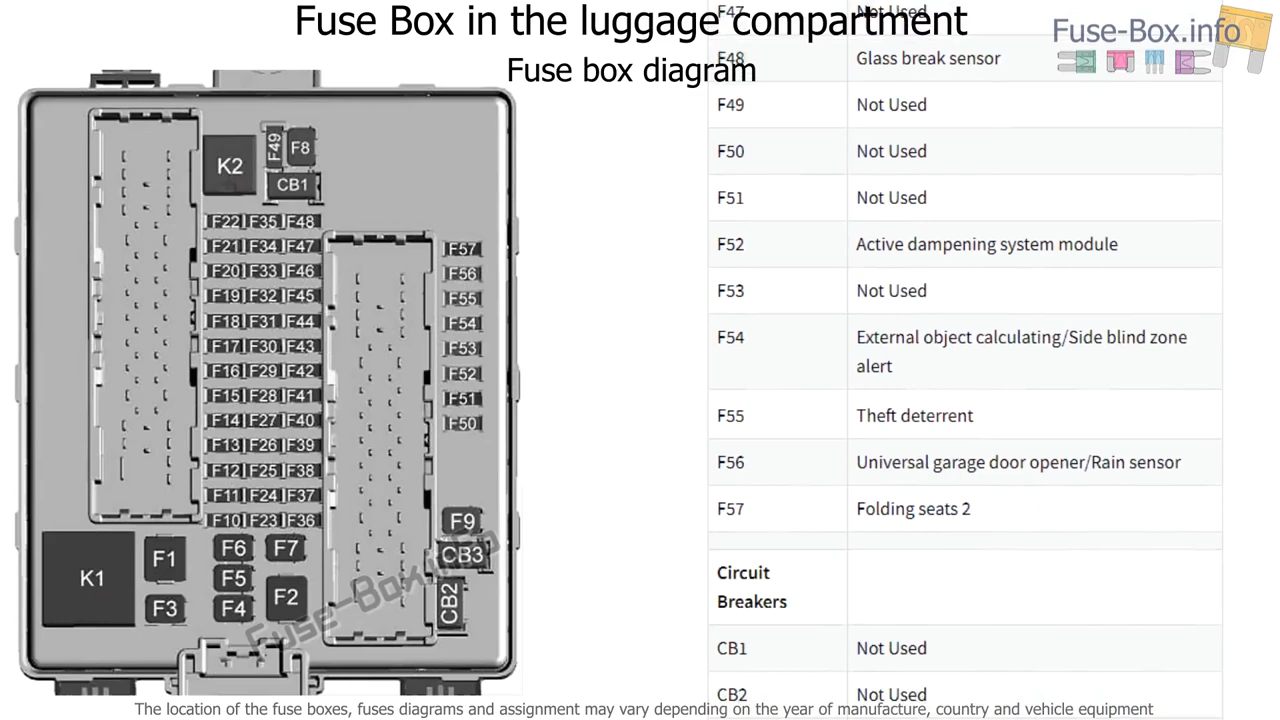 Fuse Box in the luggage compartment
Fuse box diagram
Fuse-Box.info
F47 Not Used
F48 Glass break sensor
F49 Not Used
F50 Not Used
F51 Not Used
F52 Active dampening system module
F53 Not Used
F54 External object calculating/Side blind zone
alert
F55 Theft deterrent
F56 Universal garage door opener/Rain sensor
F57 Folding seats 2
Circuit
Breakers
CB1 Not Used
CB2 Not Used
K2 F49 F8
CB1
F22 F35 F48
F21 F34 F47
F20 F33 F46
F19 F32 F45
F18 F31 F44
F17 F30 F43
F16 F29 F42
F15 F28 F41
F14 F27 F40
F13 F26 F39
F12 F25 F38
F11 F24 F37
F10 F23 F36
F57
F56
F55
F54
F53
F52
F51
F50
F9
CB3
CB2
K1 F1 F3
F6 F7
F5
F4 F2
Fuse-Box.info
The location of the fuse boxes, fuses diagrams and assignment may vary depending on the year of manufacture, country and vehicle equipment